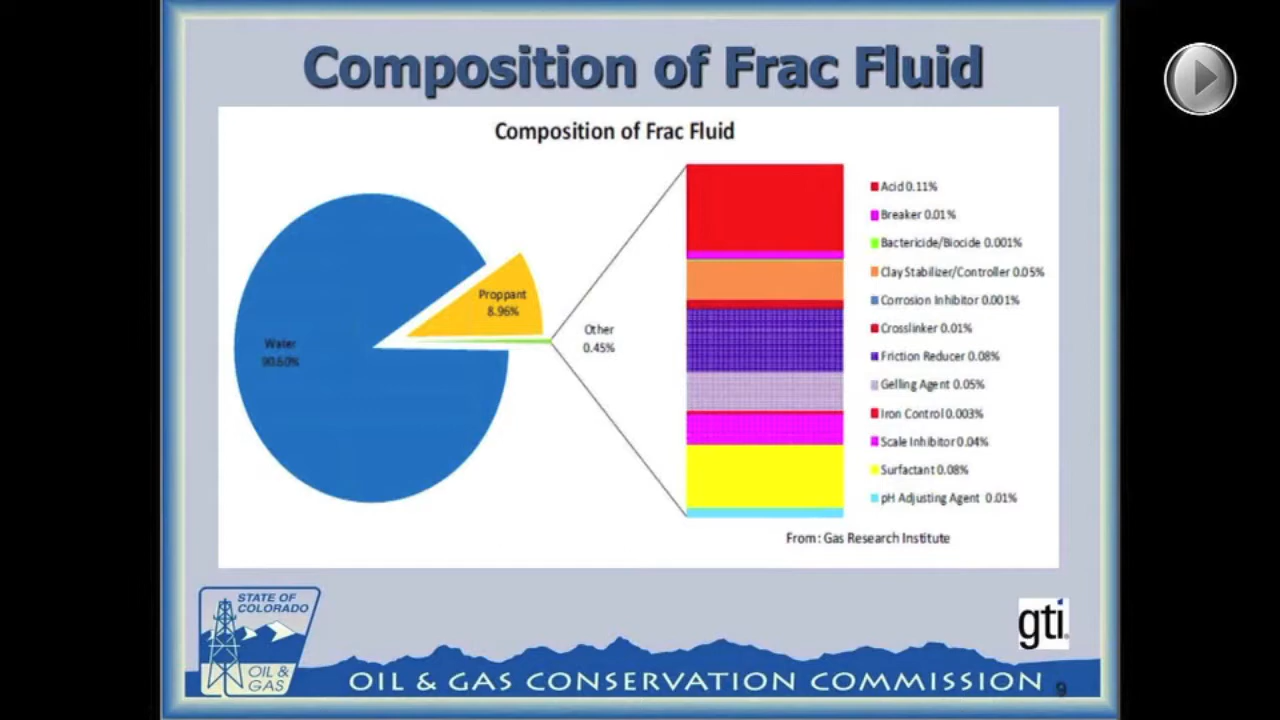 Composition of Frac Fluid
Composition of Frac Fluid
Water
90.60%
Proppant
8.96%
Other
0.45%
Acid 0.11%
Breaker 0.01%
Bactericide/Biocide 0.001%
Clay Stabilizer/Controller 0.05%
Corrosion Inhibitor 0.001%
Crosslinker 0.01%
Friction Reducer 0.08%
Gelling Agent 0.05%
Iron Control 0.003%
Scale Inhibitor 0.04%
Surfactant 0.08%
pH Adjusting Agent 0.01%
From: Gas Research Institute
STATE OF
COLORADO
OIL &
GAS
gti
OIL & GAS CONSERVATION COMMISSION
9